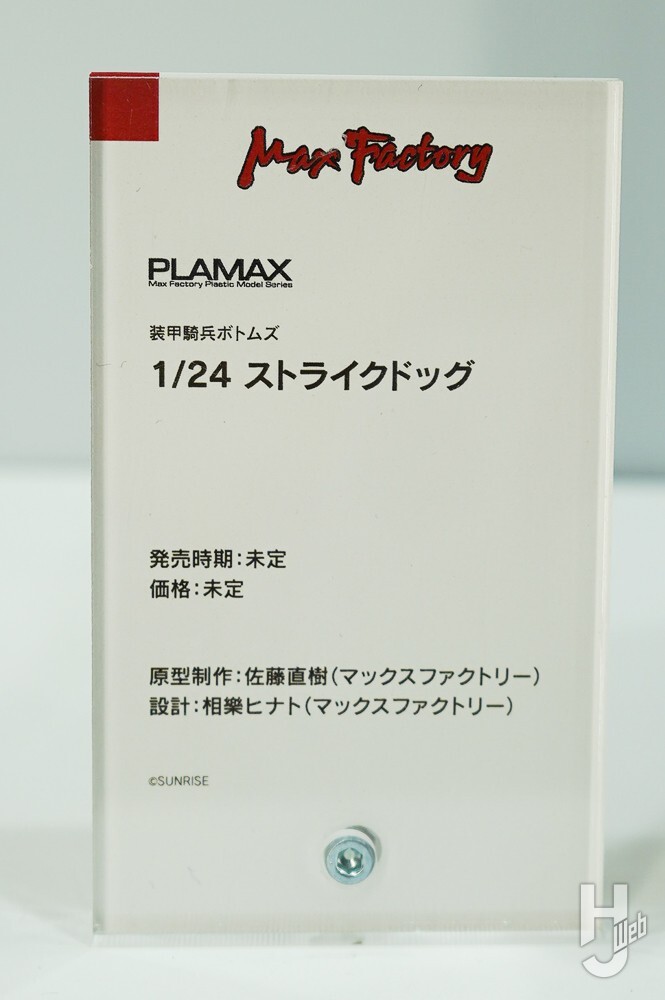 Max Factory
PLAMAX
Max Factory Plastic Model Series
装甲騎兵ボトムズ
1/24 ストライクドッグ
発売時期:未定
価格:未定
原型制作:佐藤直樹(マックスファクトリー)
設計:相樂ヒナト(マックスファクトリー)
©SUNRISE
HJ Web